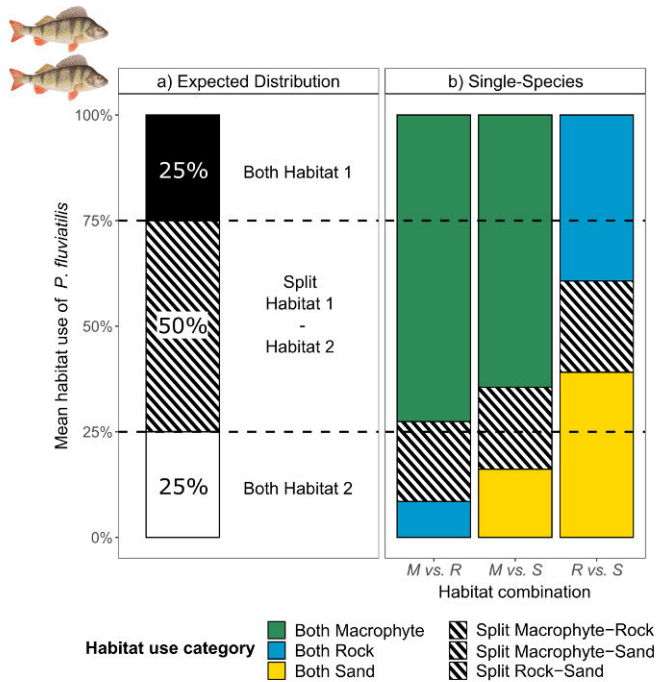 a) Expected Distribution
b) Single-Species
Mean habitat use of P. fluviatilis
100%
75%
50%
25%
0%
25%
50%
25%
Both Habitat 1
Split
Habitat 1
-
Habitat 2
Both Habitat 2
M vs. R
M vs. S
R vs. S
Habitat combination
Habitat use category
Both Macrophyte
Both Rock
Both Sand
Split Macrophyte−Rock
Split Macrophyte−Sand
Split Rock−Sand